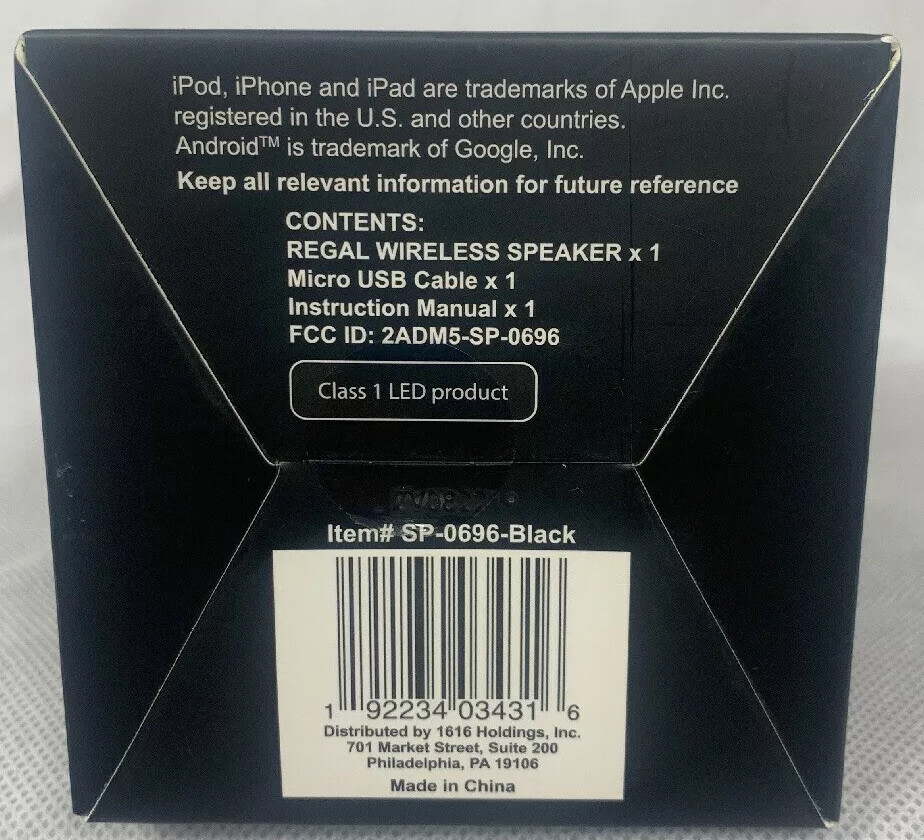 iPod, iPhone and iPad are trademarks of Apple Inc.
registered in the U.S. and other countries.
Android™ is trademark of Google, Inc.
Keep all relevant information for future reference
CONTENTS:
REGAL WIRELESS SPEAKER x 1
Micro USB Cable x 1
Instruction Manual x 1
FCC ID: 2ADM5-SP-0696
Class 1 LED product
Item# SP-0696-Black
1 92234 03431 6
Distributed by 1616 Holdings, Inc.
701 Market Street, Suite 200
Philadelphia, PA 19106
Made in China